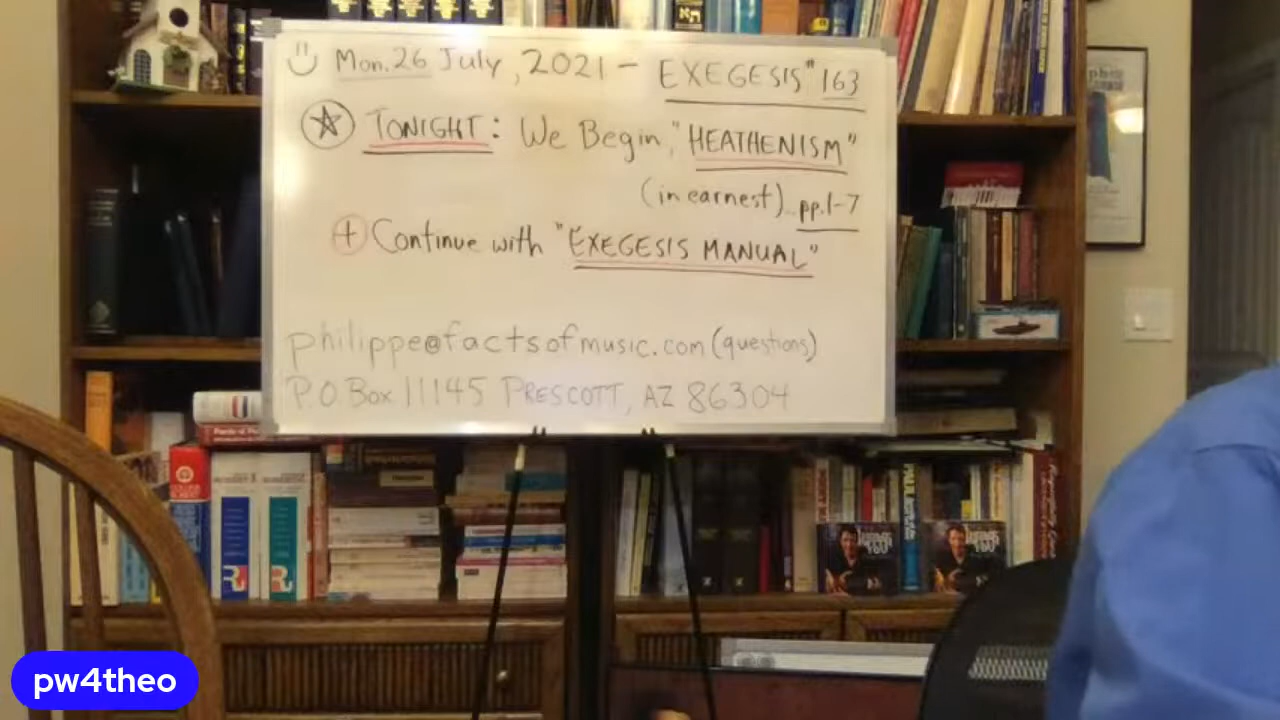 Mon. 26 July, 2021 - EXEGESIS" 163
TONIGHT: We Begin, "HEATHENISM"
(in earnest)... pp. 1-7
+ Continue with "EXEGESIS MANUAL"
philippe@factsofmusic.com (questions)
P.O. Box 11145 PRESCOTT, AZ 86304
pw4theo